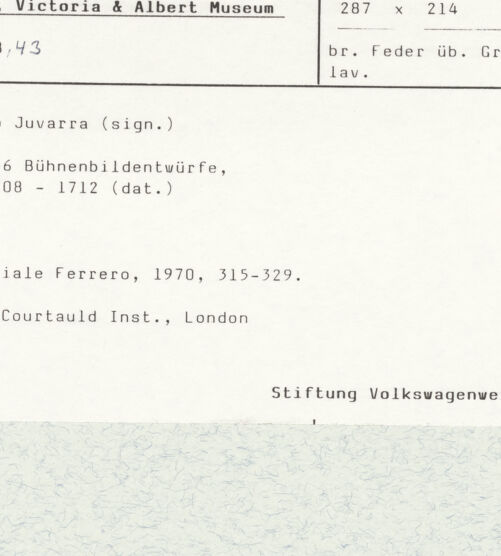 Victoria & Albert Museum
287 x 214
,43
br. Feder üb. Gr
lav.
Juvarra (sign.)
6 Bühnenbildentwürfe,
08 - 1712 (dat.)
iale Ferrero, 1970, 315-329.
Courtauld Inst., London
Stiftung Volkswagenwe